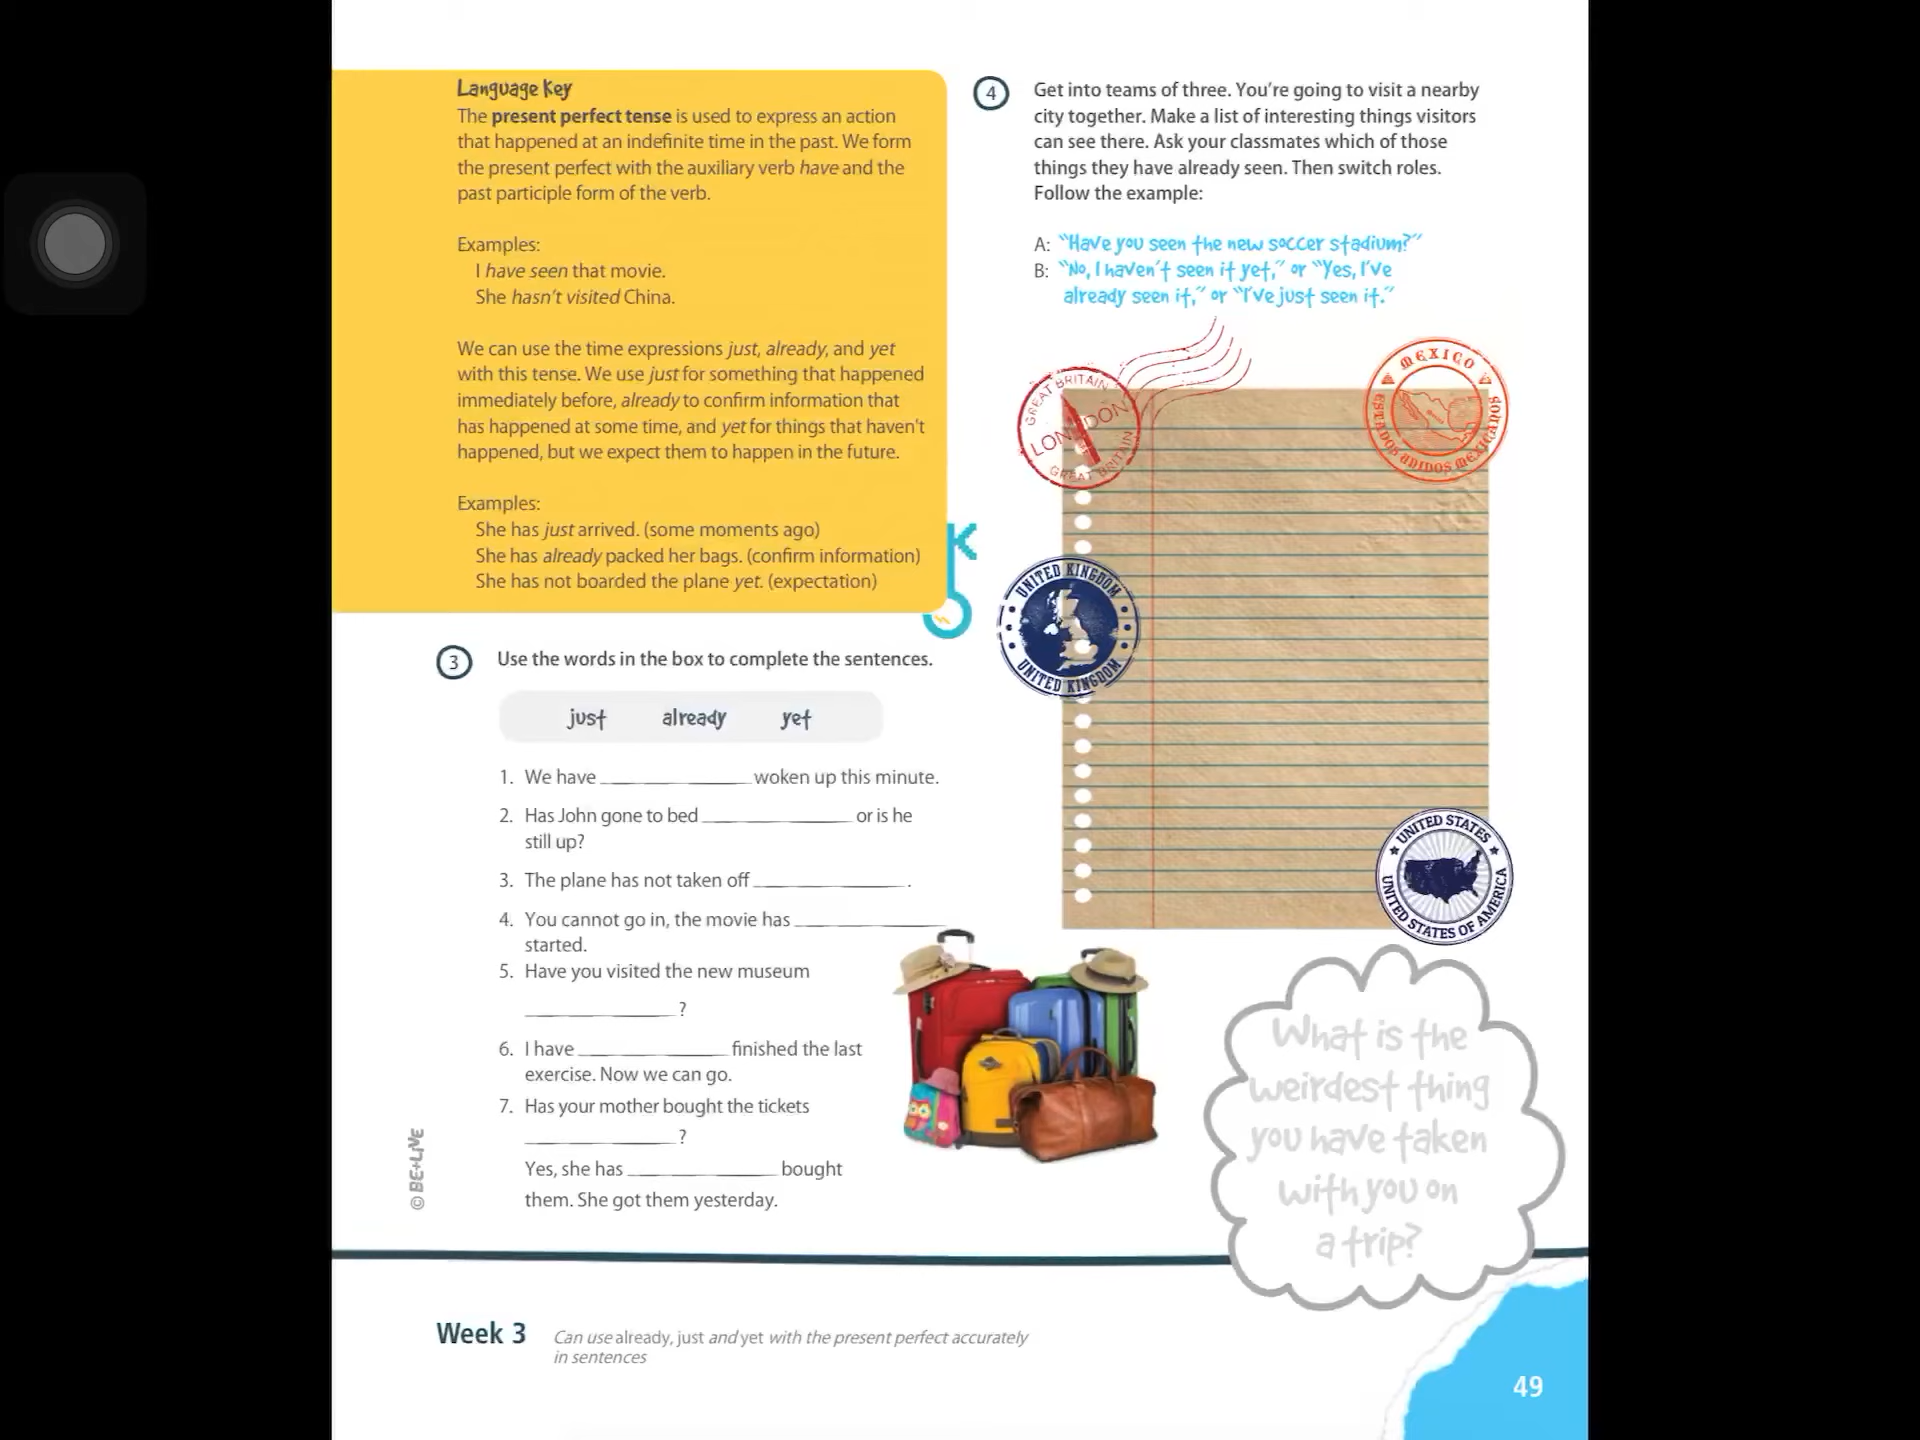 Language Key
The present perfect tense is used to express an action
that happened at an indefinite time in the past. We form
the present perfect with the auxiliary verb have and the
past participle form of the verb.
Examples:
I have seen that movie.
She hasn't visited China.
We can use the time expressions just, already, and yet
with this tense. We use just for something that happened
immediately before, already to confirm information that
has happened at some time, and yet for things that haven't
happened, but we expect them to happen in the future.
Examples:
She has just arrived. (some moments ago)
She has already packed her bags. (confirm information)
She has not boarded the plane yet. (expectation)
3 Use the words in the box to complete the sentences.
just already yet
1. We have ______________ woken up this minute.
2. Has John gone to bed ______________ or is he
still up?
3. The plane has not taken off ______________ .
4. You cannot go in, the movie has ______________
started.
5. Have you visited the new museum
______________ ?
6. I have ______________ finished the last
exercise. Now we can go.
7. Has your mother bought the tickets
______________ ?
Yes, she has ______________ bought
them. She got them yesterday.
© BE+LIVE
4 Get into teams of three. You're going to visit a nearby
city together. Make a list of interesting things visitors
can see there. Ask your classmates which of those
things they have already seen. Then switch roles.
Follow the example:
A: "Have you seen the new soccer stadium?"
B: "No, I haven't seen it yet," or "Yes, I've
already seen it," or "I've just seen it."
GREAT BRITAIN
LONDON
GREAT BRITAIN
MEXICO
ESTADOS UNIDOS MEXICANOS
UNITED KINGDOM
UNITED KINGDOM
UNITED STATES
UNITED STATES OF AMERICA
What is the
weirdest thing
you have taken
with you on
a trip?
Week 3 Can use already, just and yet with the present perfect accurately
in sentences
49